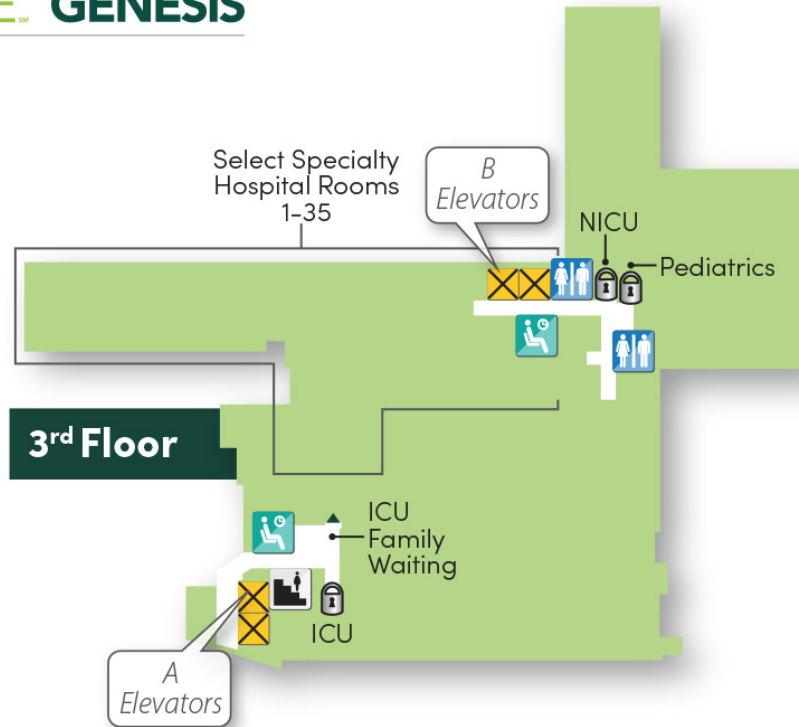 GENESIS
Select Specialty
Hospital Rooms
1-35
B
Elevators
NICU
Pediatrics
3rd Floor
ICU
Family
Waiting
ICU
A
Elevators